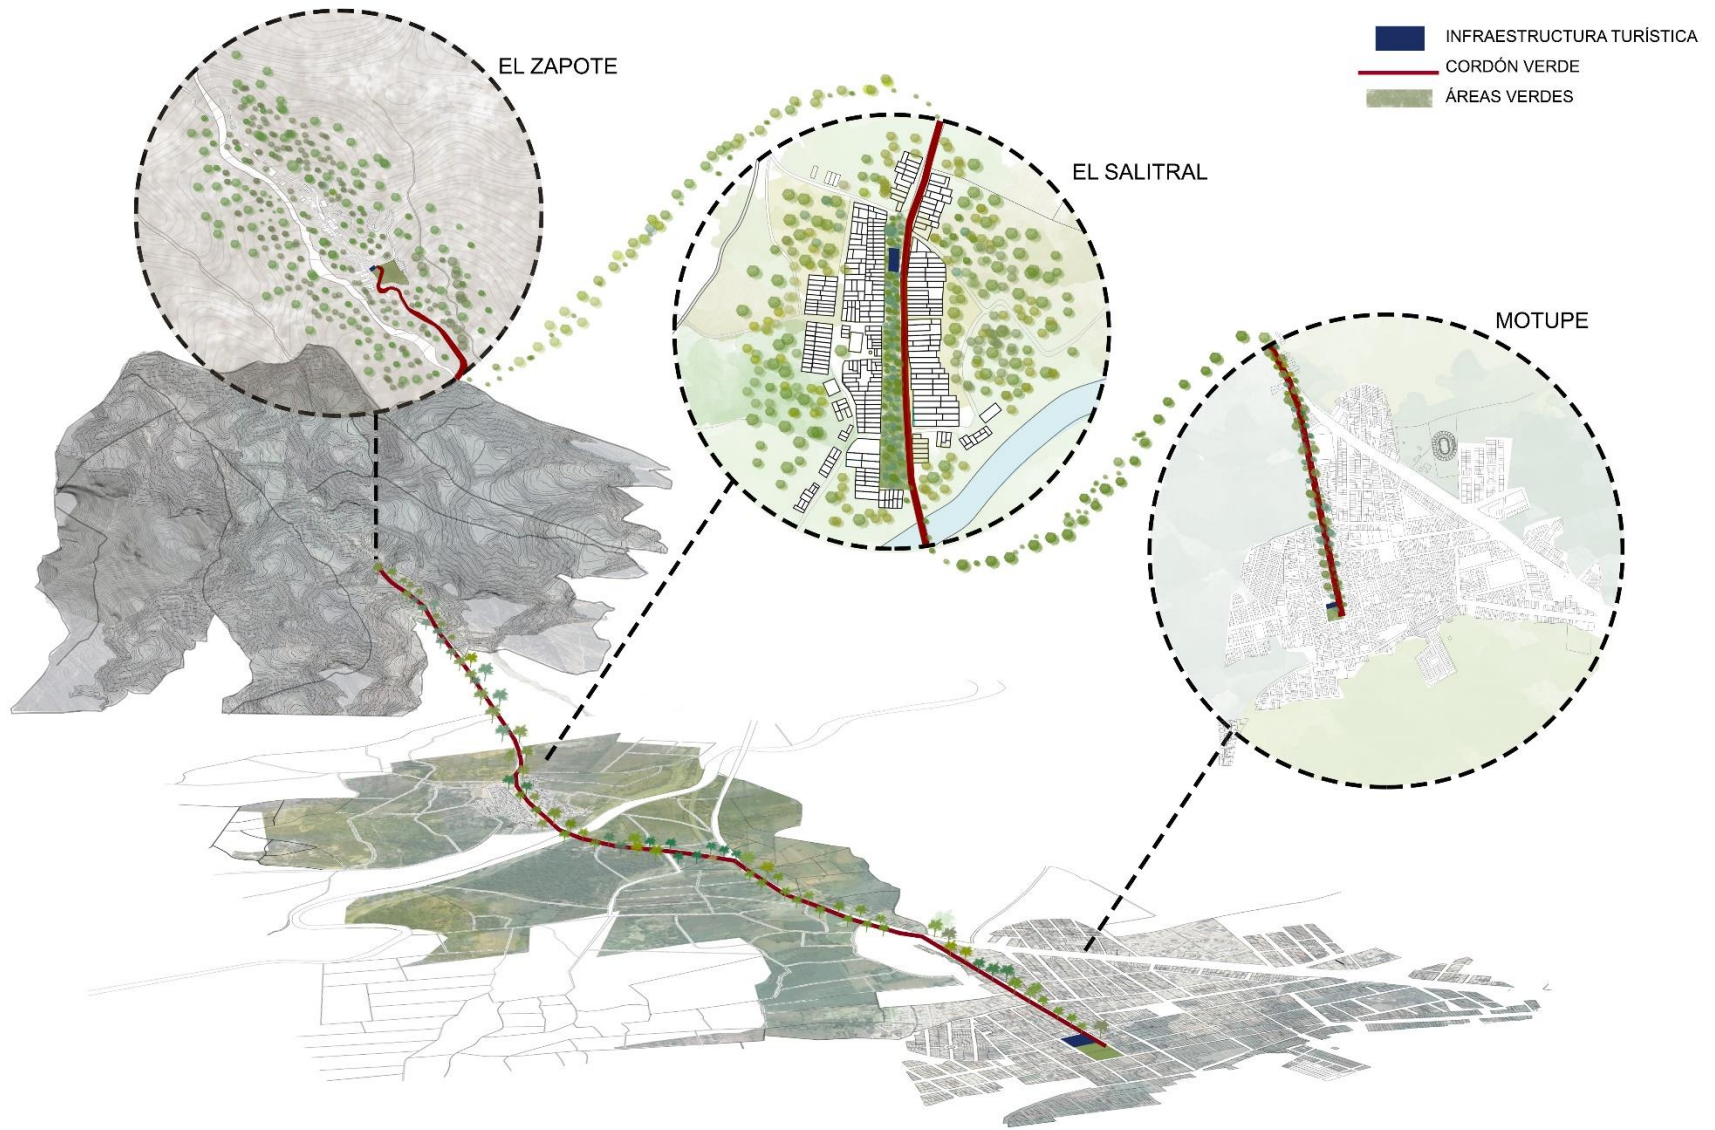 INFRAESTRUCTURA TURÍSTICA
CORDÓN VERDE
ÁREAS VERDES
EL ZAPOTE
EL SALITRAL
MOTUPE